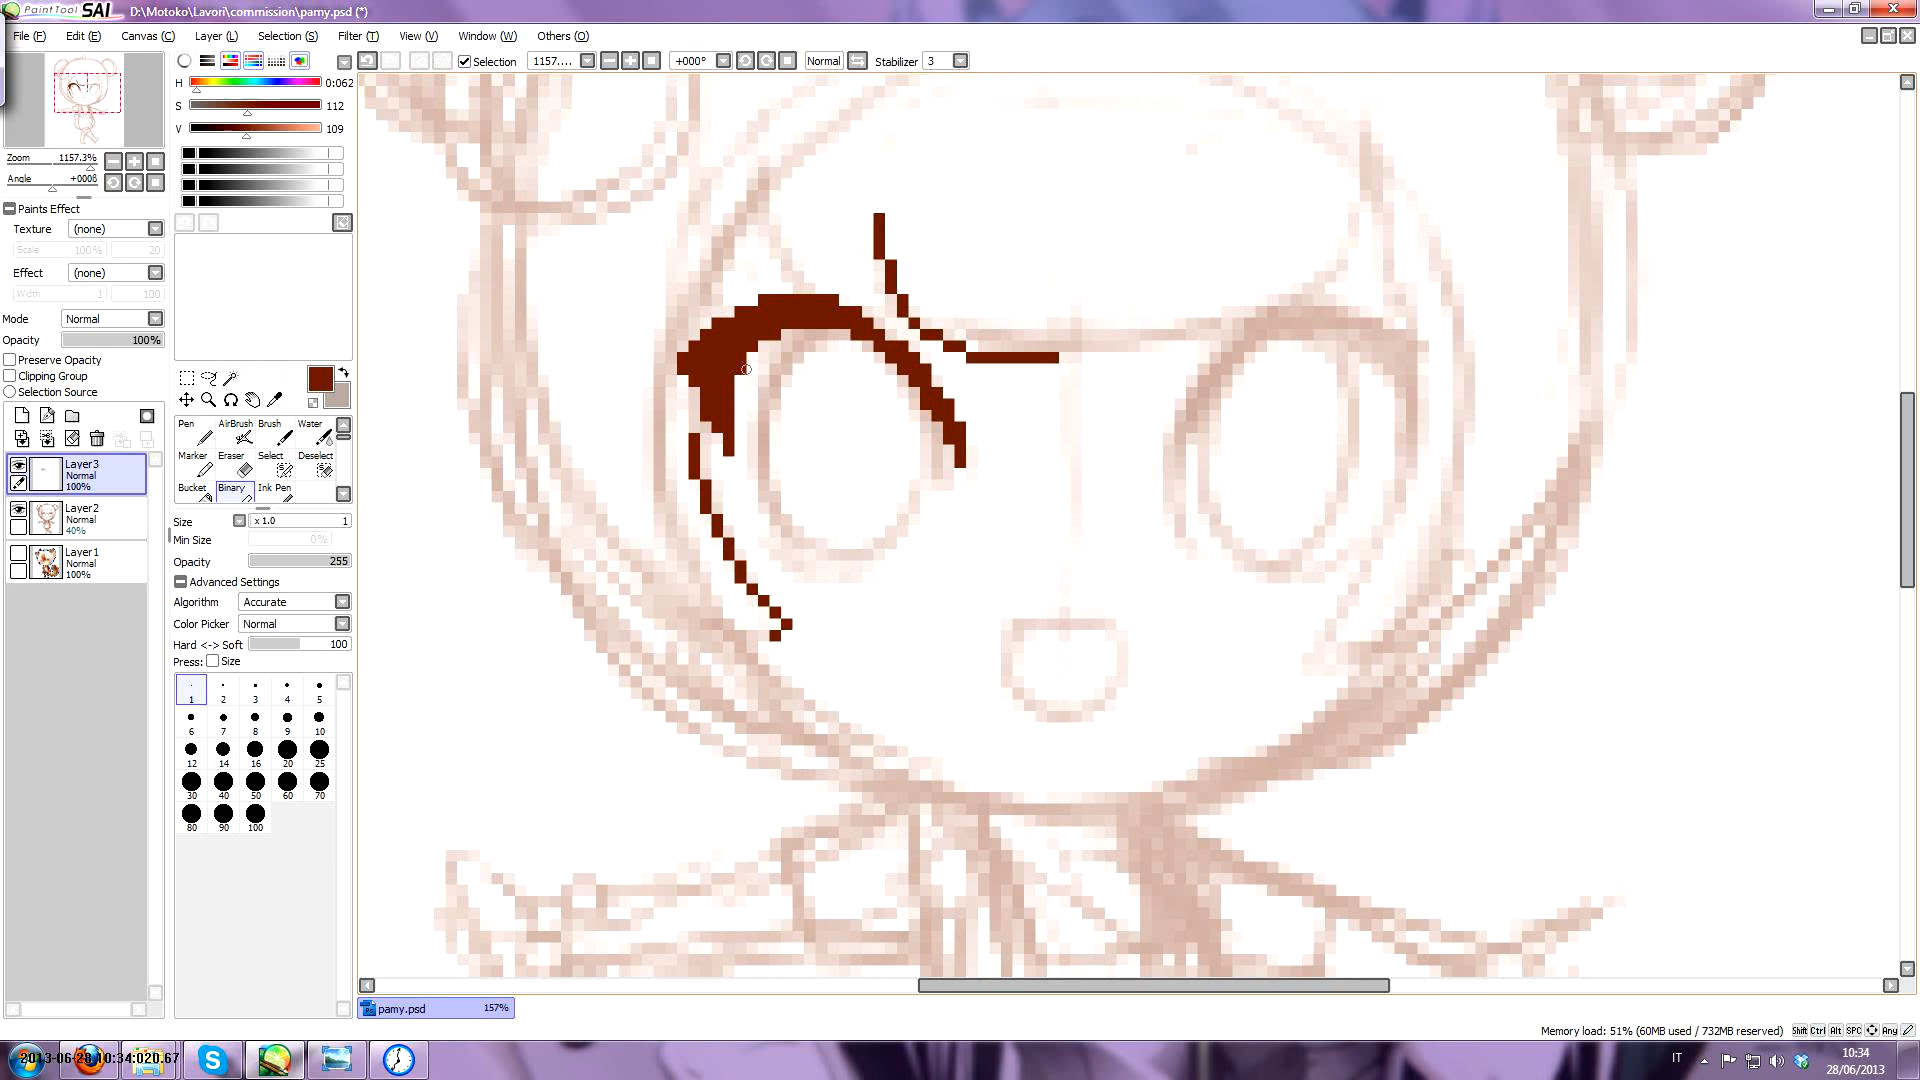 PaintTool SAI D:\Motoko\Lavori\commission\pamy.psd (*)
File (F) Edit (E) Canvas (C) Layer (L) Selection (S) Filter (T) View (V) Window (W) Others (O)
Selection 1157.... +000° Normal Stabilizer 3
H 0:062
S 112
V 109
Zoom 1157.3%
Angle +000ß
Paints Effect
Texture (none)
Scale 100% 20
Effect (none)
Width 1 100
Mode Normal
Opacity 100%
Preserve Opacity
Clipping Group
Selection Source
Layer3
Normal
100%
Layer2
Normal
40%
Layer1
Normal
100%
Pen AirBrush Brush Water
Marker Eraser Select Deselect
Bucket Binary Ink Pen
Size x 1.0 1
Min Size 0%
Opacity 255
Advanced Settings
Algorithm Accurate
Color Picker Normal
Hard <-> Soft 100
Press: Size
1 2 3 4 5
6 7 8 9 10
12 14 16 20 25
30 40 50 60 70
80 90 100
pamy.psd 157%
Memory load: 51% (60MB used / 732MB reserved) Shift Ctrl Alt SPC Any
2013-06-28 10:34:020.67
IT
10:34
28/06/2013